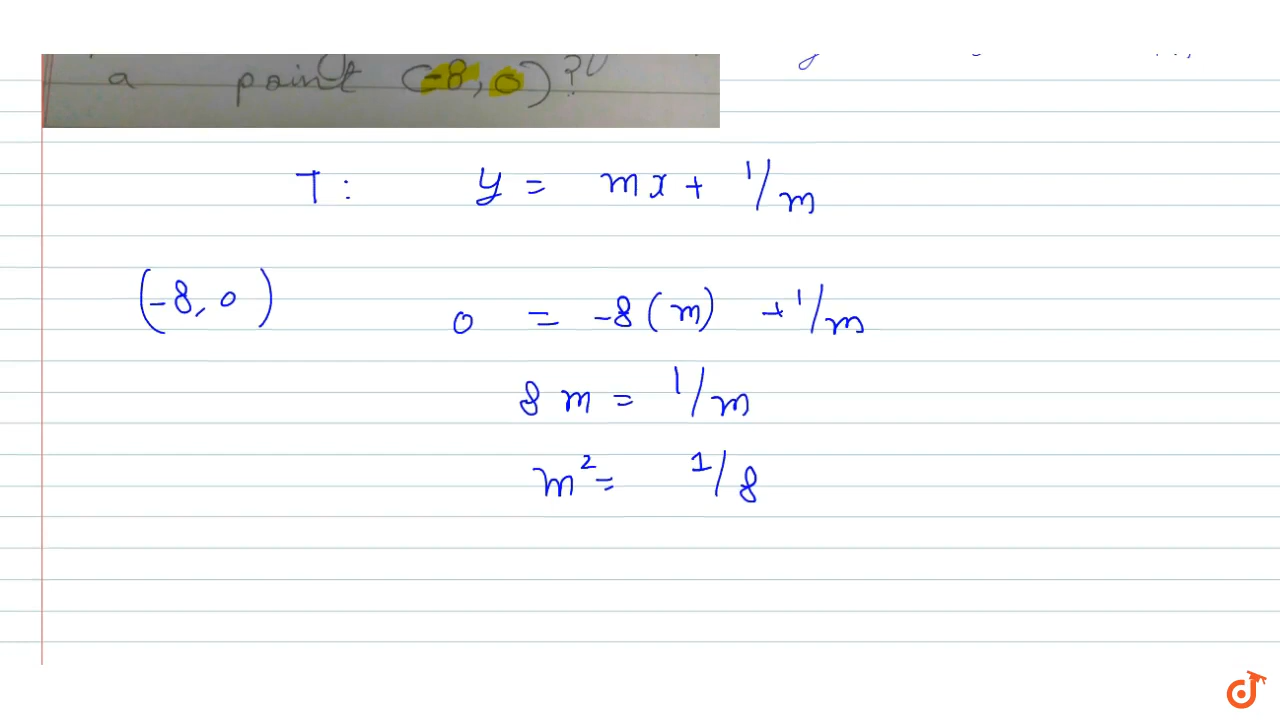 a point (-8, 0)?
T: y = mx + 1/m
(-8, 0) 0 = -8(m) + 1/m
8m = 1/m
m² = 1/8